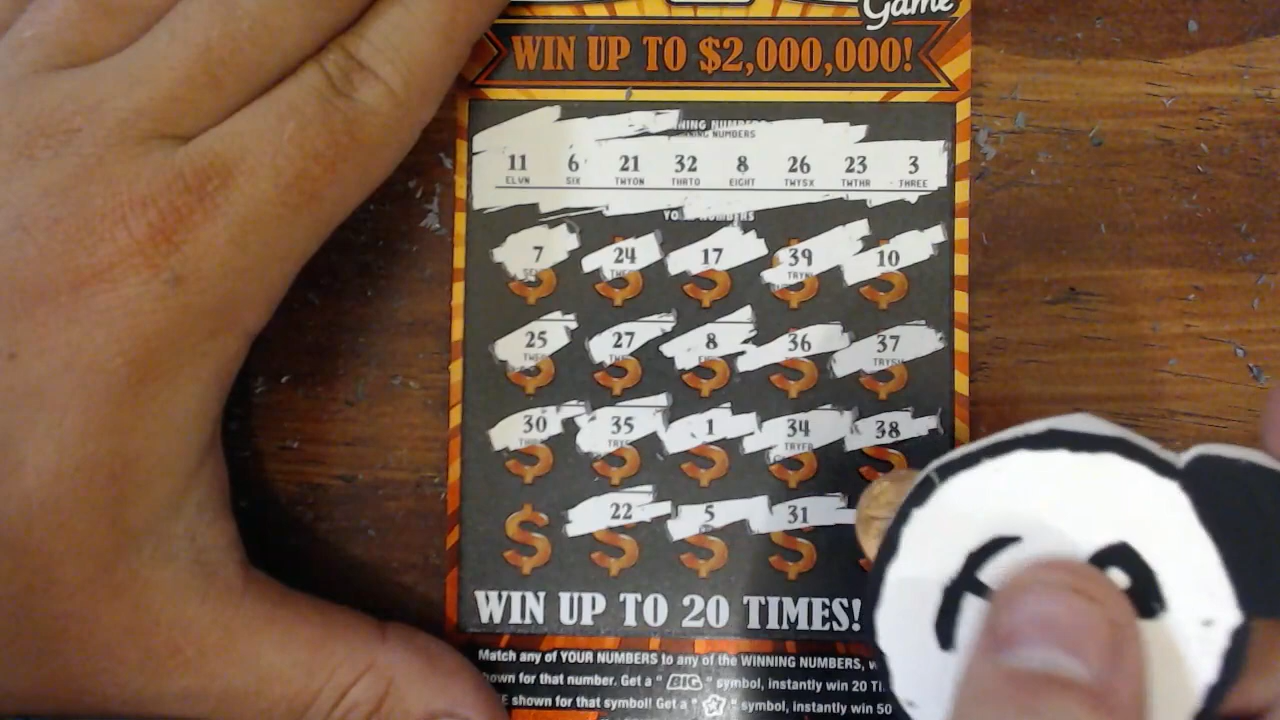 Game
WIN UP TO $2,000,000!
WINNING NUMBERS
11 6 21 32 8 26 23 3
ELVN SIX TWYON THRTO EIGHT TWYSX TWTHR THREE
YOUR NUMBERS
7 24 17 39 10
$ $ $ $ $
25 27 8 36 37
$ $ $ $ $
30 35 1 34 38
TRYFR
$ $ $ $ $
22 5 31
$ $ $ $
WIN UP TO 20 TIMES!
Match any of YOUR NUMBERS to any of the WINNING NUMBERS,
shown for that number. Get a "BIG" symbol, instantly win 20
shown for that symbol! Get a " " symbol, instantly win 50